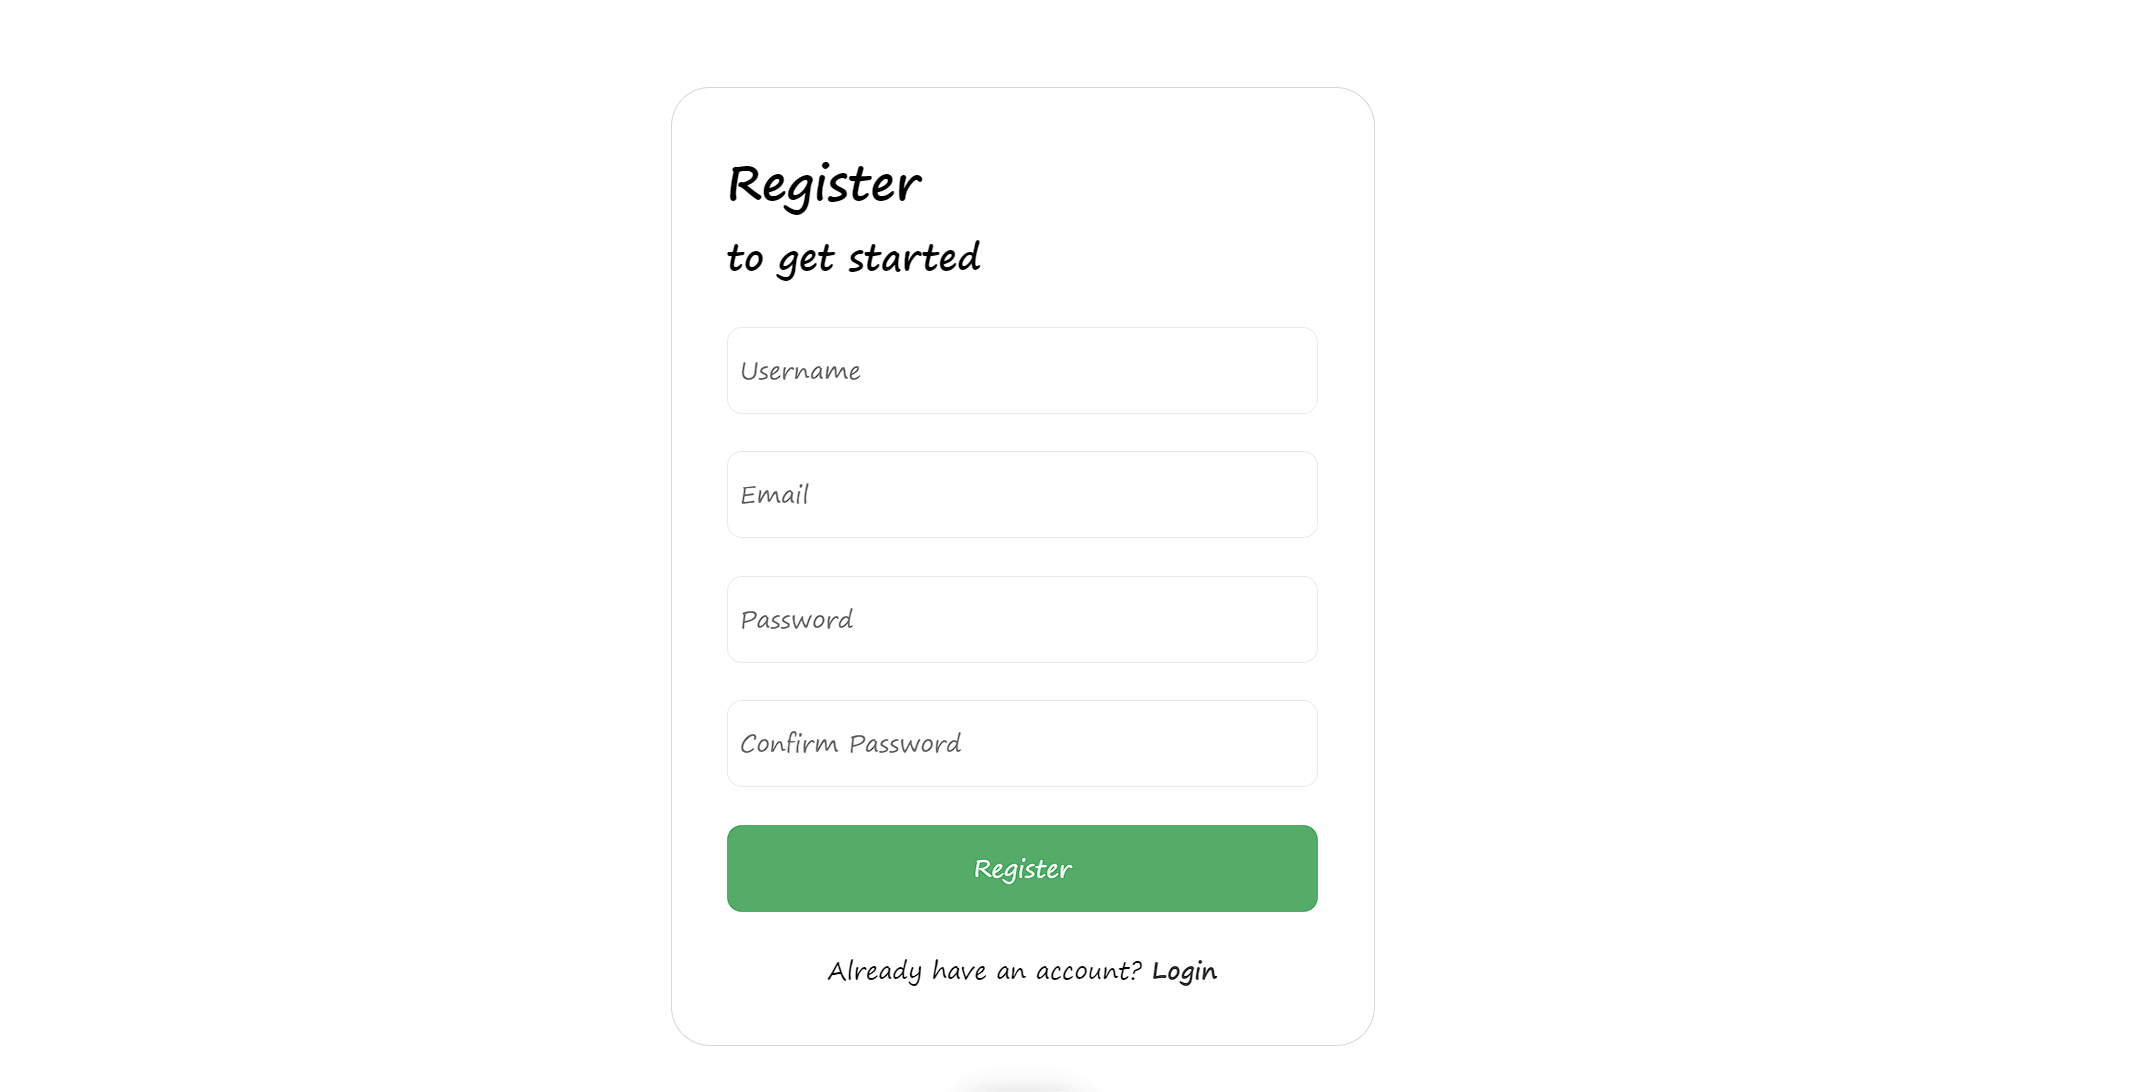 Register
to get started
Username
Email
Password
Confirm Password
Register
Already have an account? Login